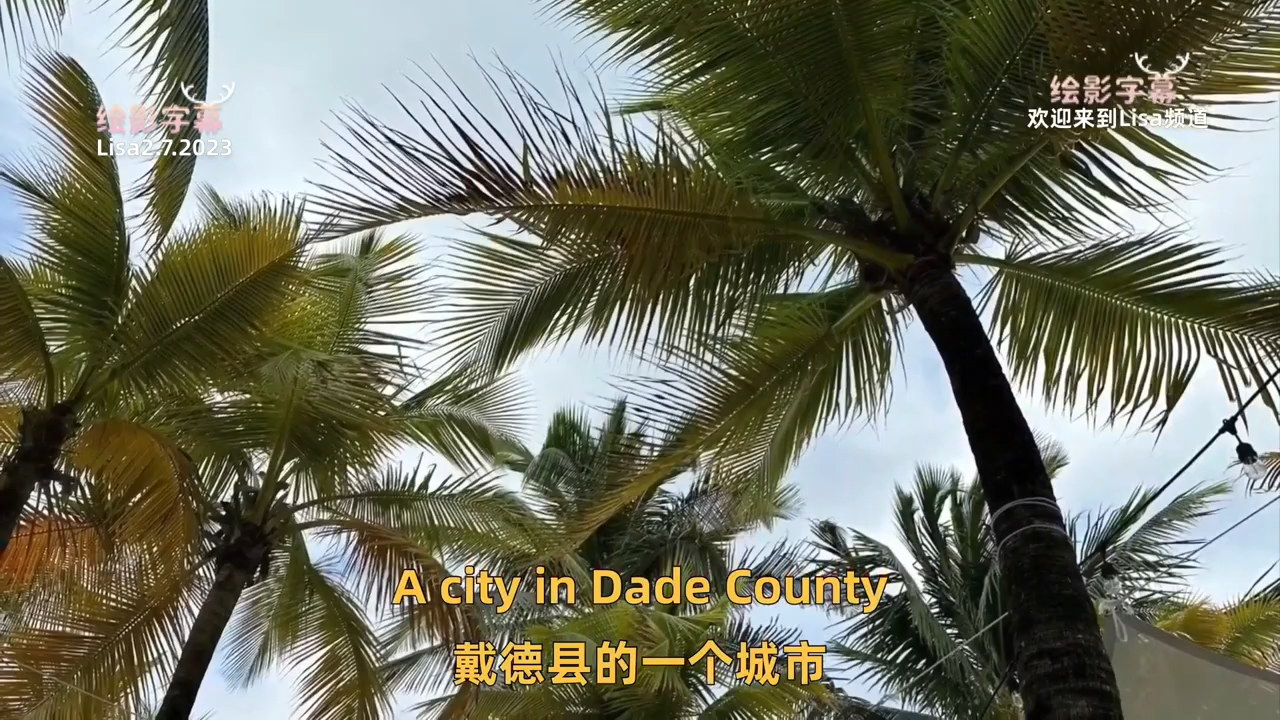 绘影字幕
Lisa2.7.2023
绘影字幕
欢迎来到Lisa频道
A city in Dade County
戴德县的一个城市